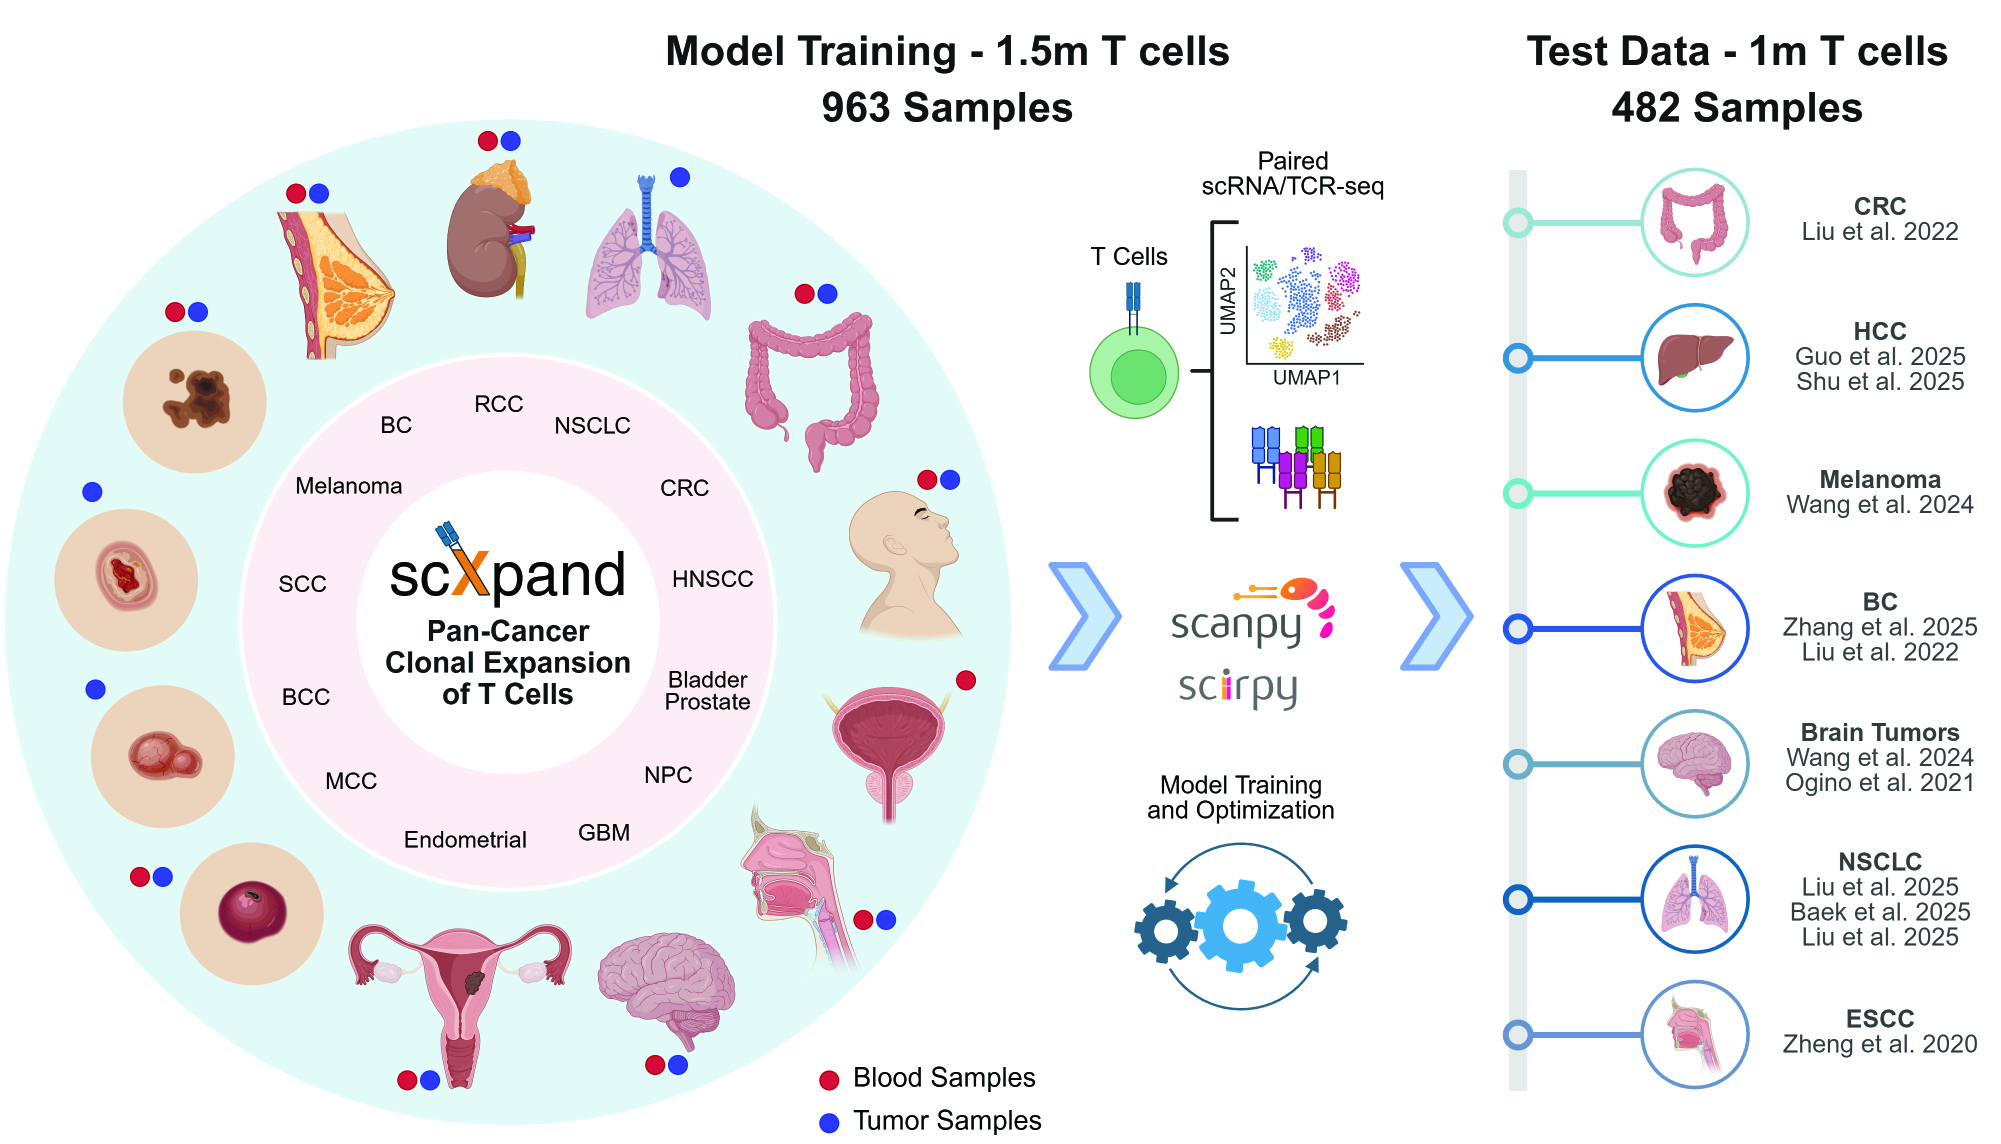 Model Training - 1.5m T cells
963 Samples
Test Data - 1m T cells
482 Samples
RCC
BC
NSCLC
Melanoma
CRC
SCC
HNSCC
BCC
Bladder
Prostate
MCC
NPC
Endometrial
GBM
scXpand
Pan-Cancer
Clonal Expansion
of T Cells
Blood Samples
Tumor Samples
Paired
scRNA/TCR-seq
T Cells
UMAP2
UMAP1
scanpy
scirpy
Model Training
and Optimization
CRC
Liu et al. 2022
HCC
Guo et al. 2025
Shu et al. 2025
Melanoma
Wang et al. 2024
BC
Zhang et al. 2025
Liu et al. 2022
Brain Tumors
Wang et al. 2024
Ogino et al. 2021
NSCLC
Liu et al. 2025
Baek et al. 2025
Liu et al. 2025
ESCC
Zheng et al. 2020